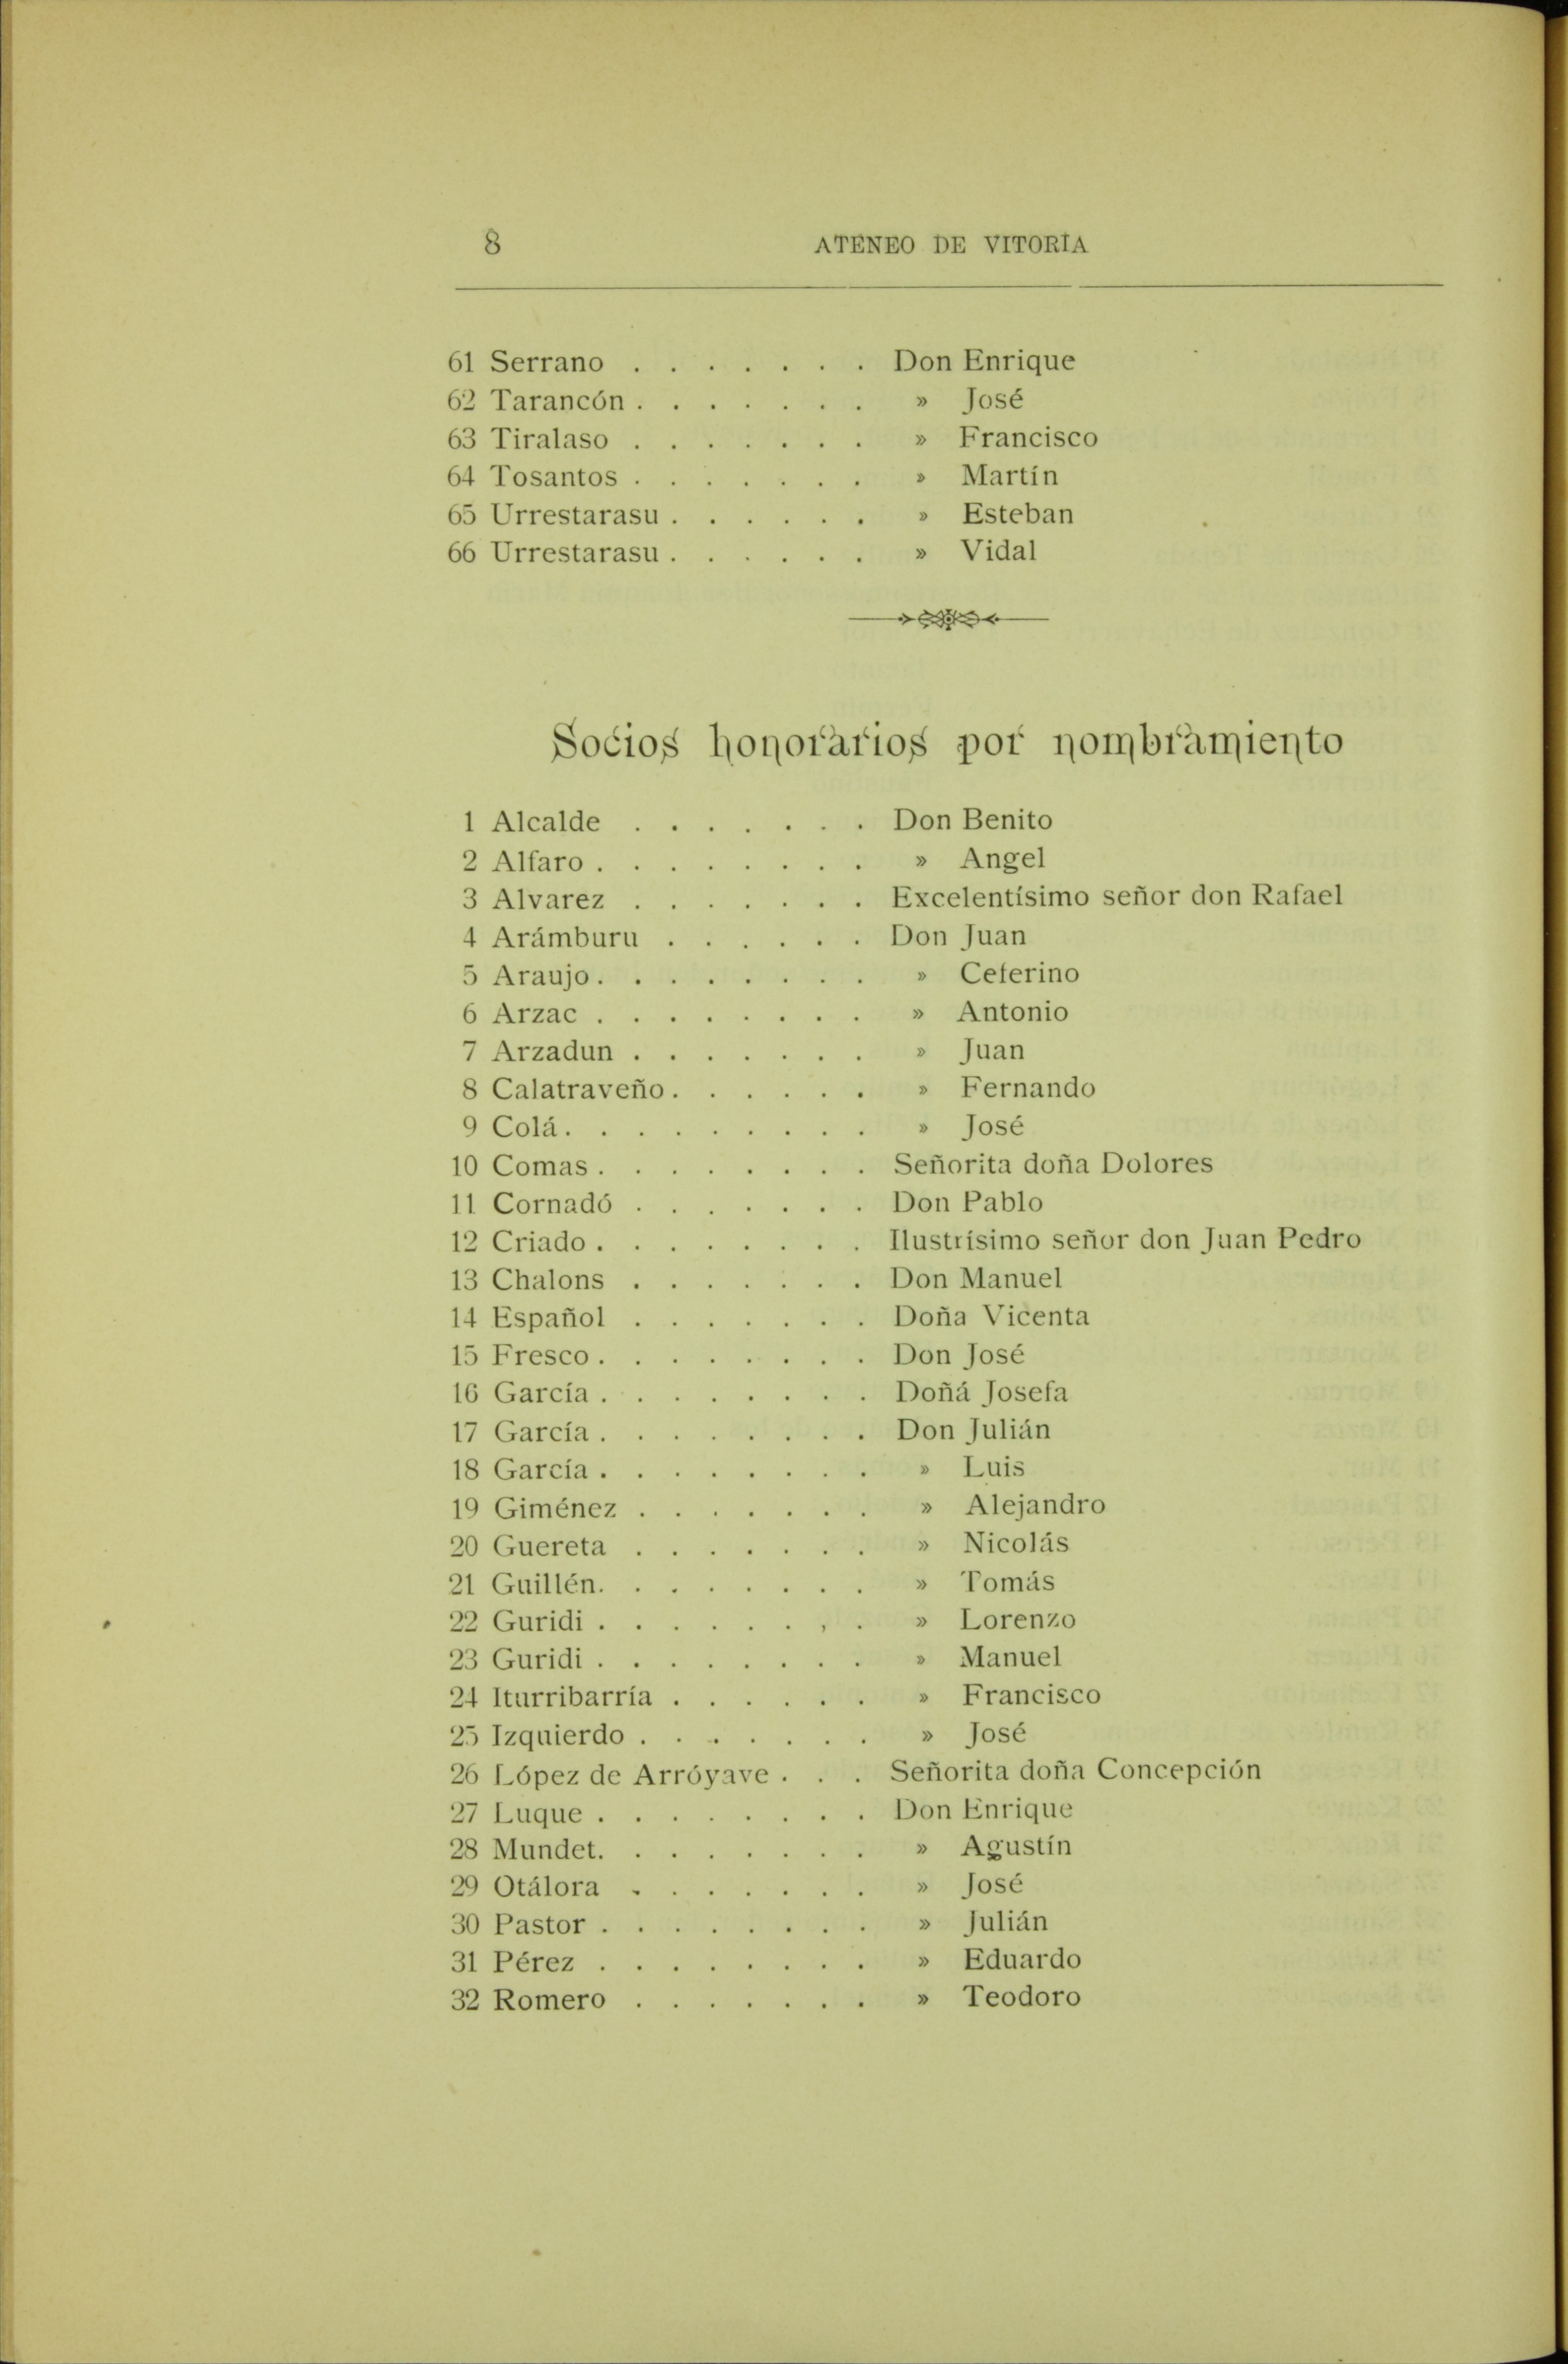 8 ATENEO DE VITORIA
61 Serrano . . . . . . . Don Enrique
62 Tarancón . . . . . . . » José
63 Tiralaso . . . . . . . » Francisco
64 Tosantos . . . . . . . » Martín
65 Urrestarasu . . . . . . » Esteban
66 Urrestarasu . . . . . . » Vidal
Socios honorarios por nombramiento
1 Alcalde . . . . . . . Don Benito
2 Alfaro . . . . . . . . » Angel
3 Alvarez . . . . . . . Excelentísimo señor don Rafael
4 Arámburu . . . . . . Don Juan
5 Araujo . . . . . . . . » Ceferino
6 Arzac . . . . . . . . » Antonio
7 Arzadun . . . . . . . » Juan
8 Calatraveño . . . . . . » Fernando
9 Colá . . . . . . . . . » José
10 Comas . . . . . . . . Señorita doña Dolores
11 Cornadó . . . . . . . Don Pablo
12 Criado . . . . . . . . Ilustrísimo señor don Juan Pedro
13 Chalons . . . . . . . Don Manuel
14 Español . . . . . . . Doña Vicenta
15 Fresco . . . . . . . . Don José
16 García . . . . . . . . Doñá Josefa
17 García . . . . . . . . Don Julián
18 García . . . . . . . . » Luis
19 Giménez . . . . . . . » Alejandro
20 Guereta . . . . . . . » Nicolás
21 Guillén . . . . . . . . » Tomás
22 Guridi . . . . . . , . » Lorenzo
23 Guridi . . . . . . . . » Manuel
24 Iturribarría . . . . . . » Francisco
25 Izquierdo . . . . . . . » José
26 López de Arróyave . . . Señorita doña Concepción
27 Luque . . . . . . . . Don Enrique
28 Mundet . . . . . . . . » Agustín
29 Otálora . . . . . . . » José
30 Pastor . . . . . . . . » Julián
31 Pérez . . . . . . . . » Eduardo
32 Romero . . . . . . . » Teodoro